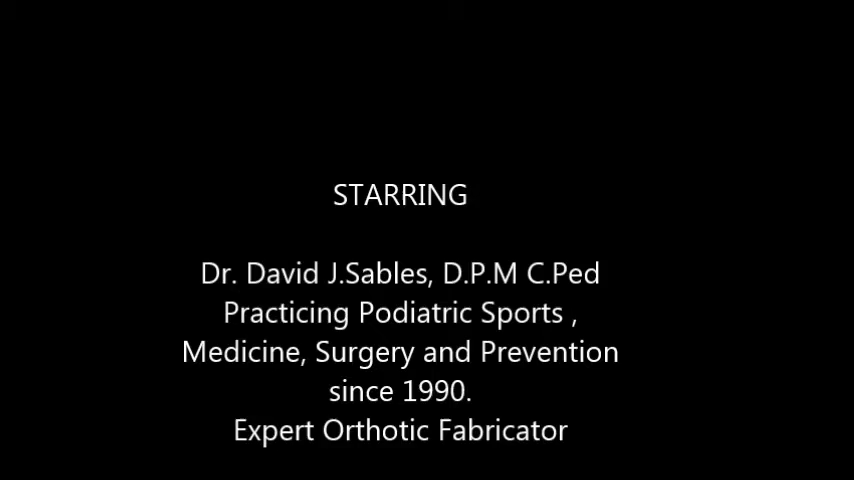 STARRING
Dr. David J.Sables, D.P.M C.Ped
Practicing Podiatric Sports ,
Medicine, Surgery and Prevention
since 1990.
Expert Orthotic Fabricator